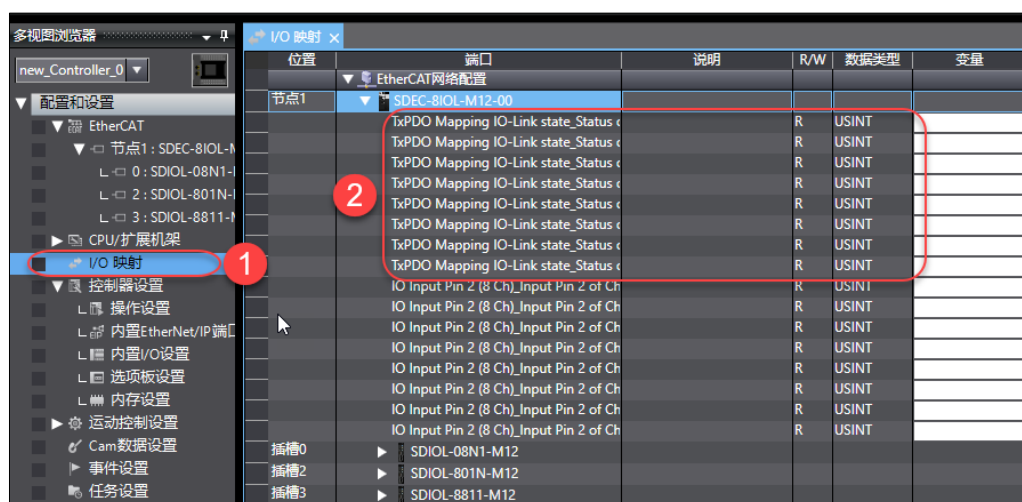 多视图浏览器
new_Controller_0
配置和设置
EtherCAT
节点1 : SDEC-8IOL-M
0 : SDIOL-08N1-
2 : SDIOL-801N-
3 : SDIOL-8811-
CPU/扩展机架
I/O 映射
1
控制器设置
操作设置
内置EtherNet/IP端口
内置I/O设置
选项板设置
内存设置
运动控制设置
Cam数据设置
事件设置
任务设置
I/O 映射
位置 端口 说明 R/W 数据类型 变量
EtherCAT网络配置
节点1 SDEC-8IOL-M12-00
TxPDO Mapping IO-Link state_Status R USINT
TxPDO Mapping IO-Link state_Status R USINT
TxPDO Mapping IO-Link state_Status R USINT
TxPDO Mapping IO-Link state_Status R USINT
2
TxPDO Mapping IO-Link state_Status R USINT
TxPDO Mapping IO-Link state_Status R USINT
TxPDO Mapping IO-Link state_Status R USINT
TxPDO Mapping IO-Link state_Status R USINT
IO Input Pin 2 (8 Ch)_Input Pin 2 of Ch R USINT
IO Input Pin 2 (8 Ch)_Input Pin 2 of Ch R USINT
IO Input Pin 2 (8 Ch)_Input Pin 2 of Ch R USINT
IO Input Pin 2 (8 Ch)_Input Pin 2 of Ch R USINT
IO Input Pin 2 (8 Ch)_Input Pin 2 of Ch R USINT
IO Input Pin 2 (8 Ch)_Input Pin 2 of Ch R USINT
IO Input Pin 2 (8 Ch)_Input Pin 2 of Ch R USINT
IO Input Pin 2 (8 Ch)_Input Pin 2 of Ch R USINT
插槽0 SDIOL-08N1-M12
插槽2 SDIOL-801N-M12
插槽3 SDIOL-8811-M12